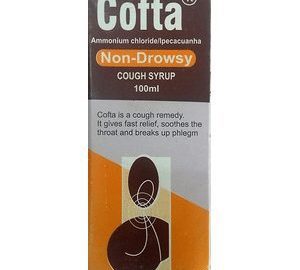 Cofta®
Ammonium chloride/Ipecacuanha
Non-Drowsy
COUGH SYRUP
100ml
Cofta is a cough remedy.
It gives fast relief, soothes the
throat and breaks up phlegm